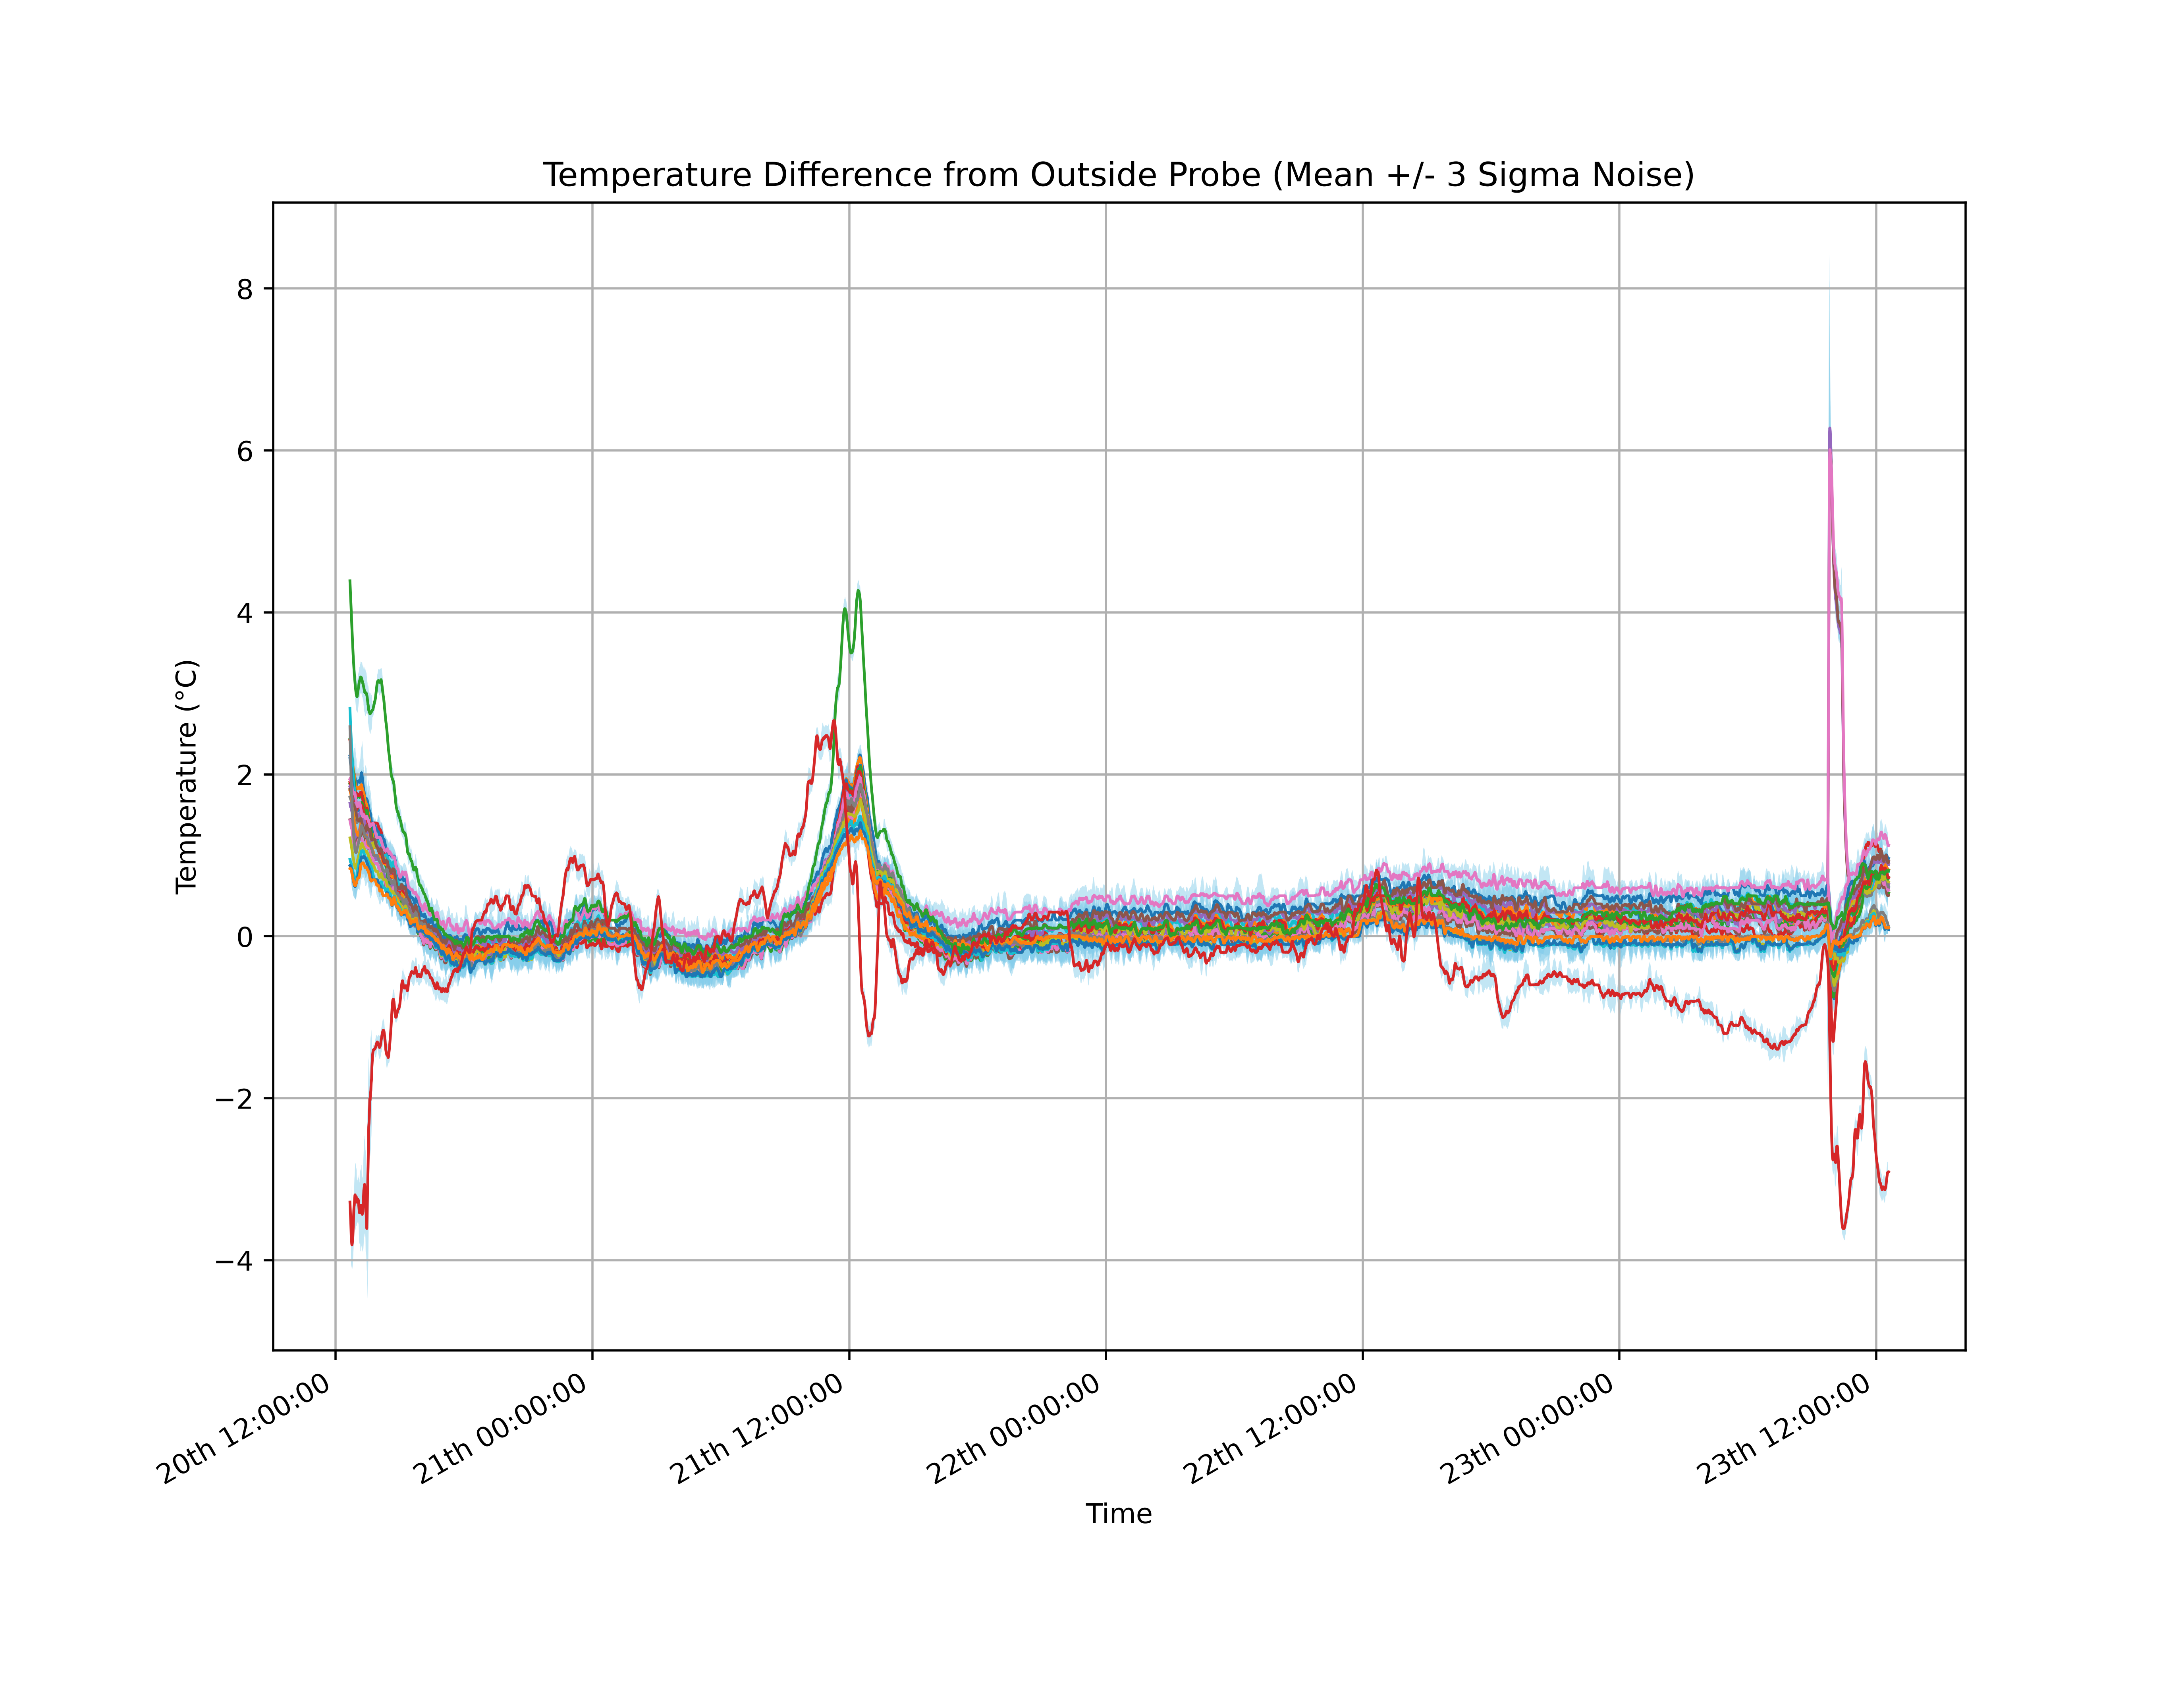 Temperature Difference from Outside Probe (Mean +/- 3 Sigma Noise)
Temperature (°C)
8
6
4
2
0
−2
−4
20th 12:00:00
21th 00:00:00
21th 12:00:00
22th 00:00:00
22th 12:00:00
23th 00:00:00
23th 12:00:00
Time